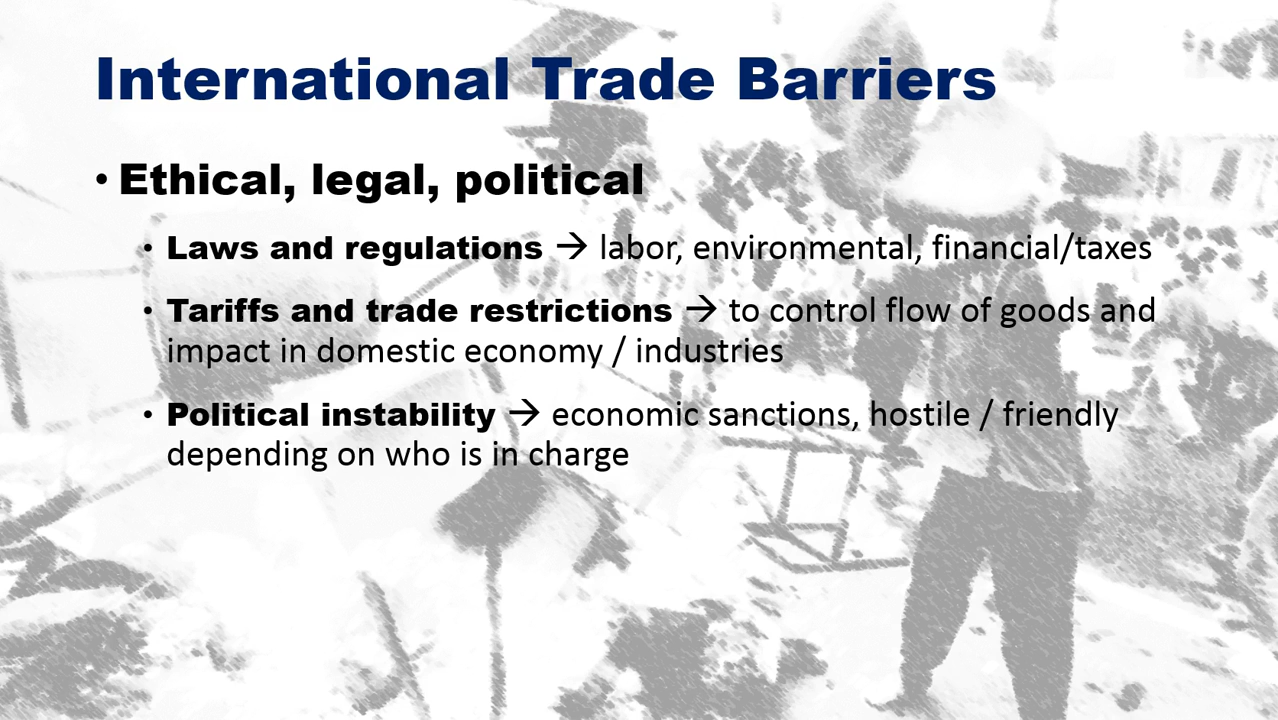 International Trade Barriers
• Ethical, legal, political
• Laws and regulations → labor, environmental, financial/taxes
• Tariffs and trade restrictions → to control flow of goods and
impact in domestic economy / industries
• Political instability → economic sanctions, hostile / friendly
depending on who is in charge